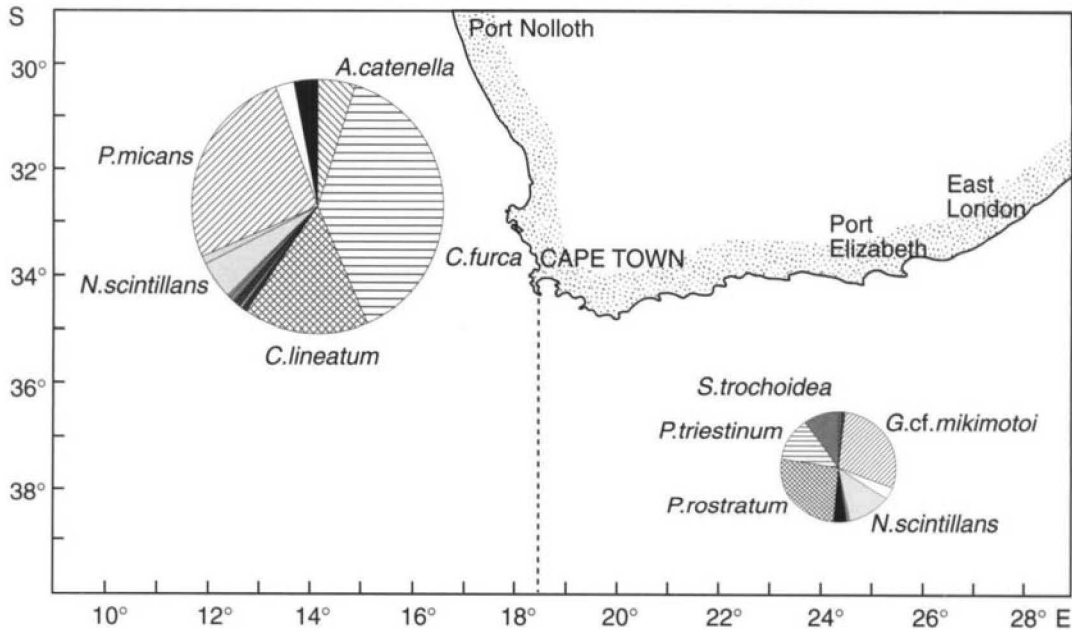 S
30°
32°
34°
36°
38°
10°
12°
14°
16°
18°
20°
22°
24°
26°
28° E
Port Nolloth
A.catenella
P.micans
N.scintillans
C.lineatum
C.furca
CAPE TOWN
Port
Elizabeth
East
London
S.trochoidea
G.cf.mikimotoi
P.triestinum
P.rostratum
N.scintillans